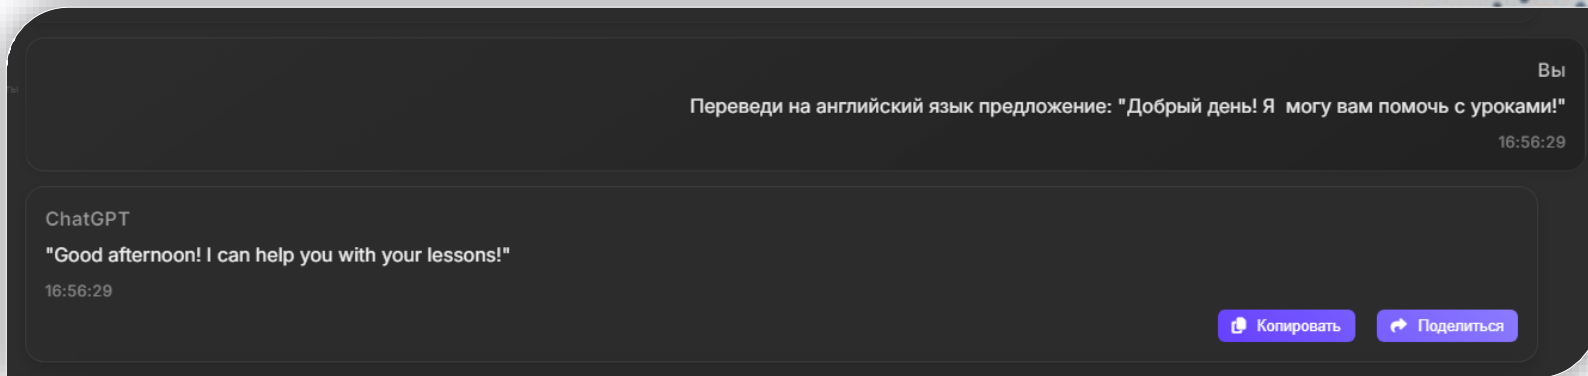 Вы
Переведи на английский язык предложение: "Добрый день! Я  могу вам помочь с уроками!"
16:56:29
ChatGPT
"Good afternoon! I can help you with your lessons!"
16:56:29
Копировать
Поделиться